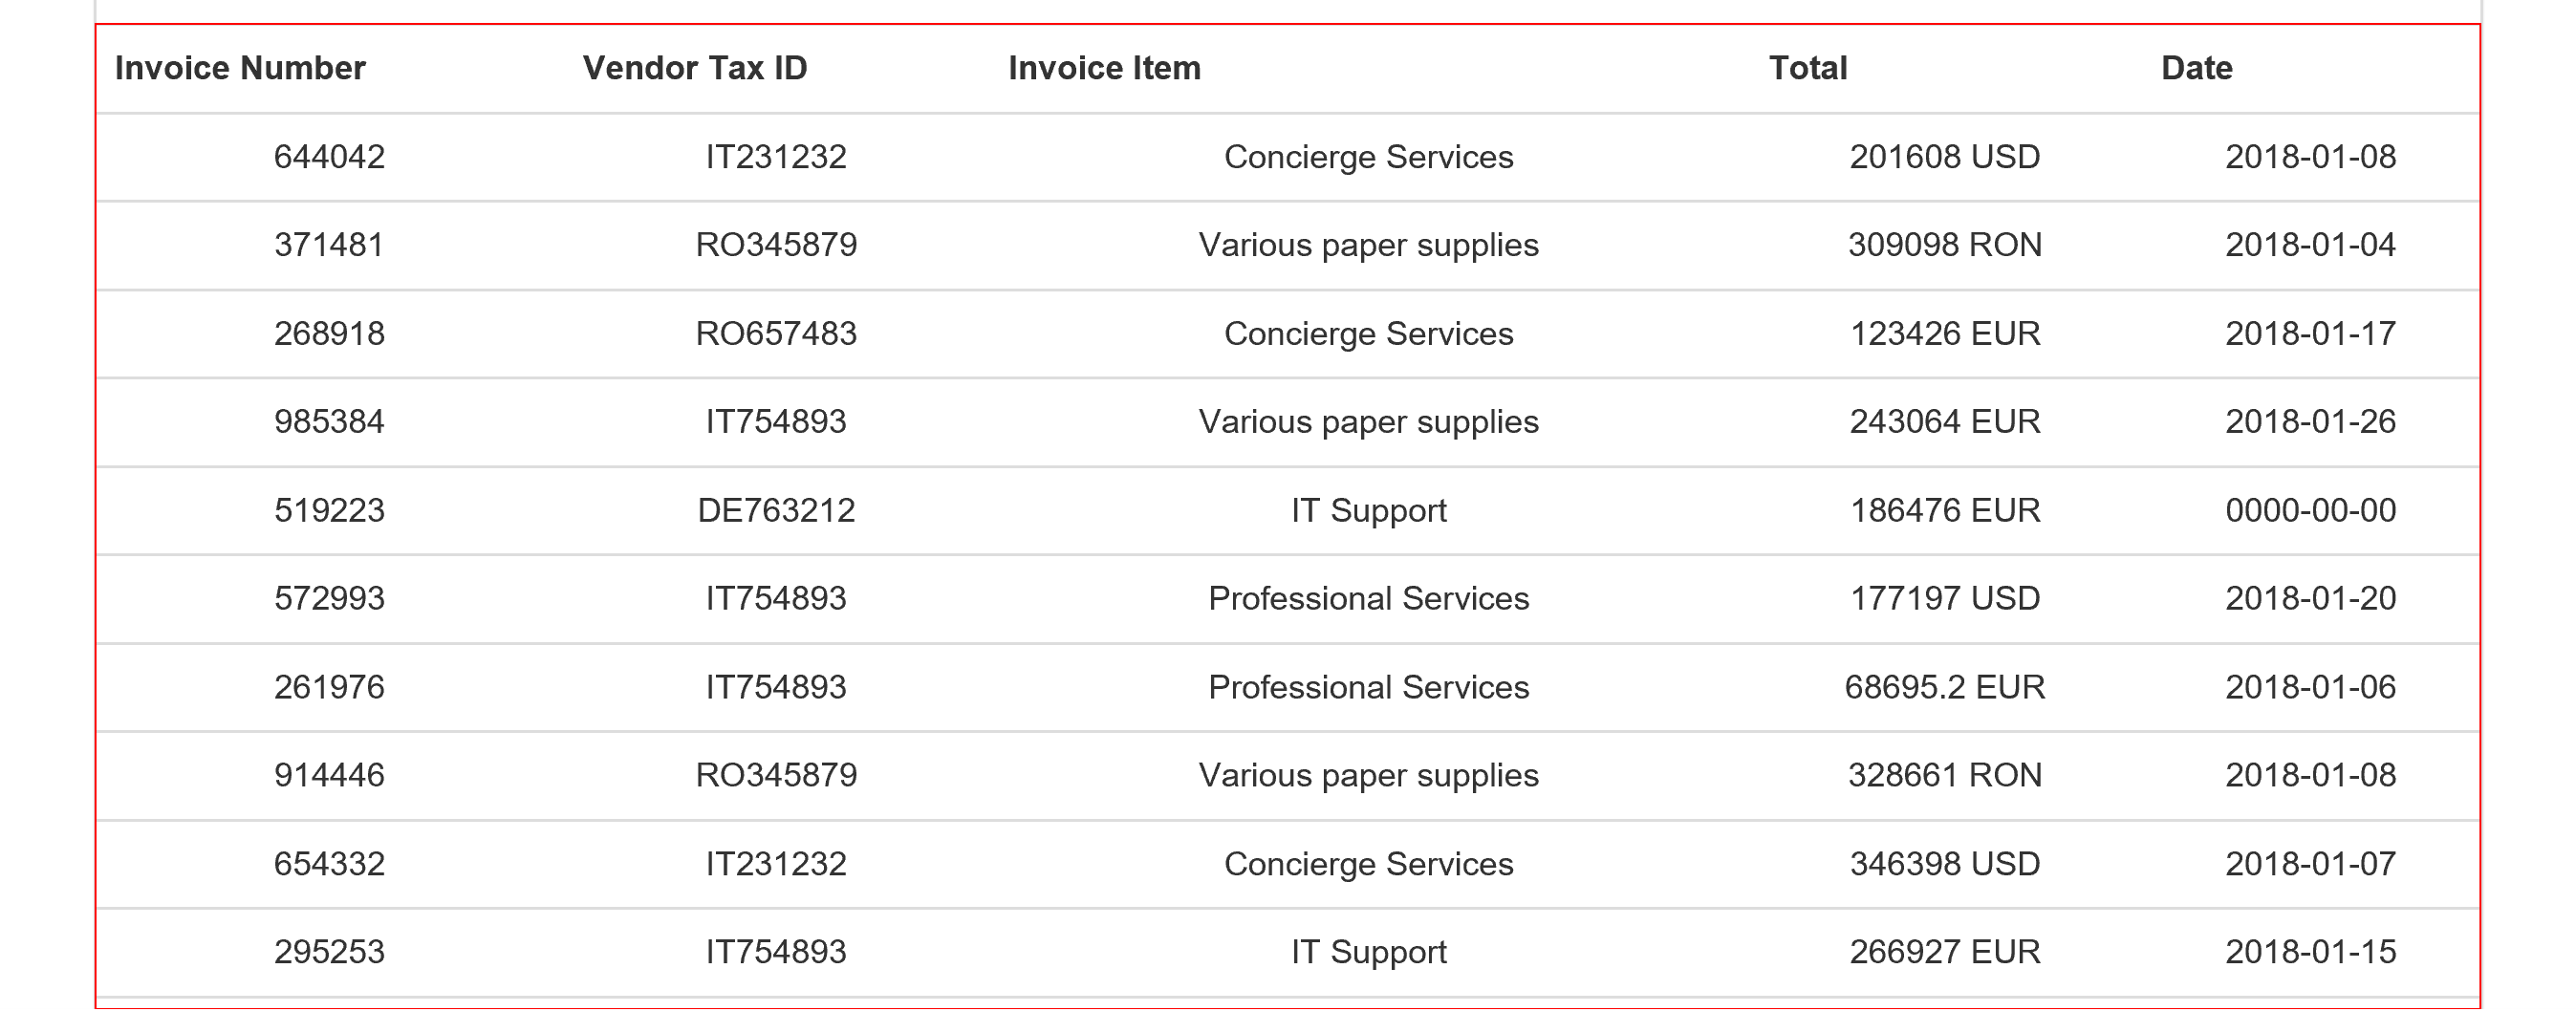 Invoice Number Vendor Tax ID Invoice Item Total Date
644042 IT231232 Concierge Services 201608 USD 2018-01-08
371481 RO345879 Various paper supplies 309098 RON 2018-01-04
268918 RO657483 Concierge Services 123426 EUR 2018-01-17
985384 IT754893 Various paper supplies 243064 EUR 2018-01-26
519223 DE763212 IT Support 186476 EUR 0000-00-00
572993 IT754893 Professional Services 177197 USD 2018-01-20
261976 IT754893 Professional Services 68695.2 EUR 2018-01-06
914446 RO345879 Various paper supplies 328661 RON 2018-01-08
654332 IT231232 Concierge Services 346398 USD 2018-01-07
295253 IT754893 IT Support 266927 EUR 2018-01-15